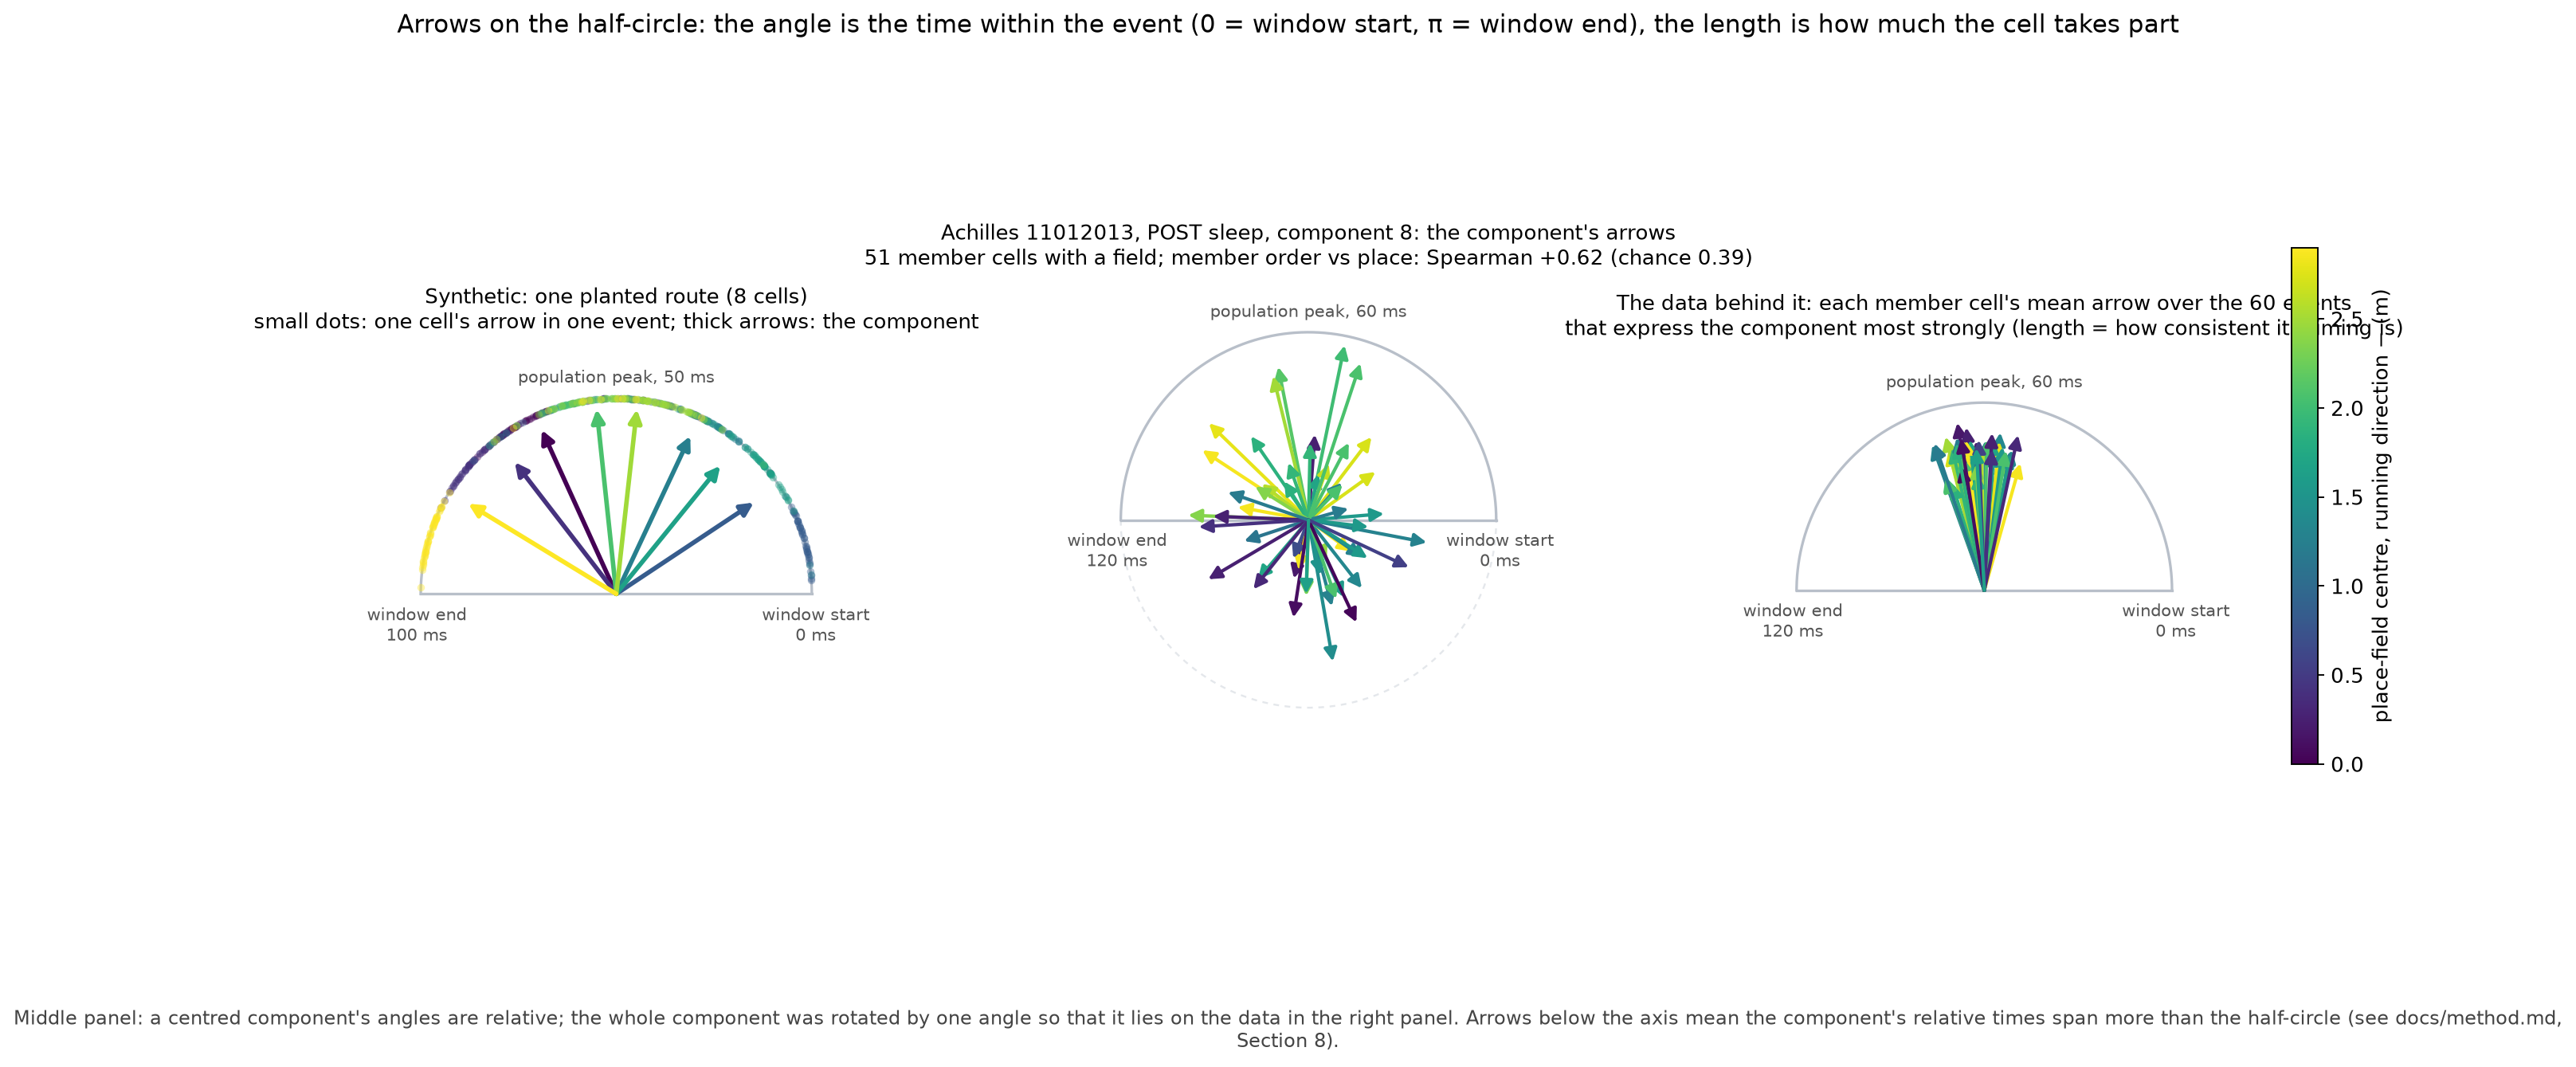 Arrows on the half-circle: the angle is the time within the event (0 = window start, π = window end), the length is how much the cell takes part
Synthetic: one planted route (8 cells)
small dots: one cell's arrow in one event; thick arrows: the component
population peak, 50 ms
window end
100 ms
window start
0 ms
Achilles 11012013, POST sleep, component 8: the component's arrows
51 member cells with a field; member order vs place: Spearman +0.62 (chance 0.39)
population peak, 60 ms
window end
120 ms
window start
0 ms
The data behind it: each member cell's mean arrow over the 60
that express the component most strongly (length = how consistent
population peak, 60 ms
window end
120 ms
window start
0 ms
2.5
2.0
1.5
1.0
0.5
0.0
place-field centre, running direction (m)
Middle panel: a centred component's angles are relative; the whole component was rotated by one angle so that it lies on the data in the right panel. Arrows below the axis mean the component's relative times span more than the half-circle (see docs/method.md,
Section 8).